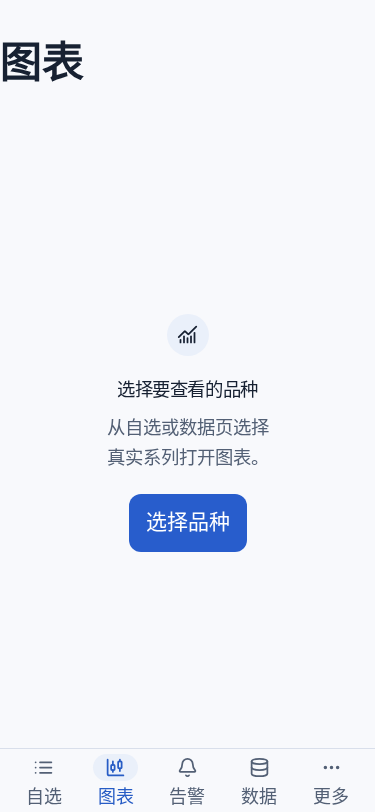 图表
选择要查看的品种
从自选或数据页选择
真实系列打开图表。
选择品种
自选
图表
告警
数据
更多